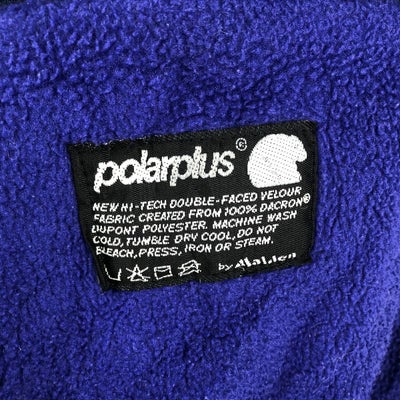 polarplus©
NEW HI-TECH DOUBLE-FACED VELOUR
FABRIC CREATED FROM 100% DACRON®
DUPONT POLYESTER. MACHINE WASH
COLD, TUMBLE DRY COOL, DO NOT
BLEACH, PRESS, IRON OR STEAM.
by